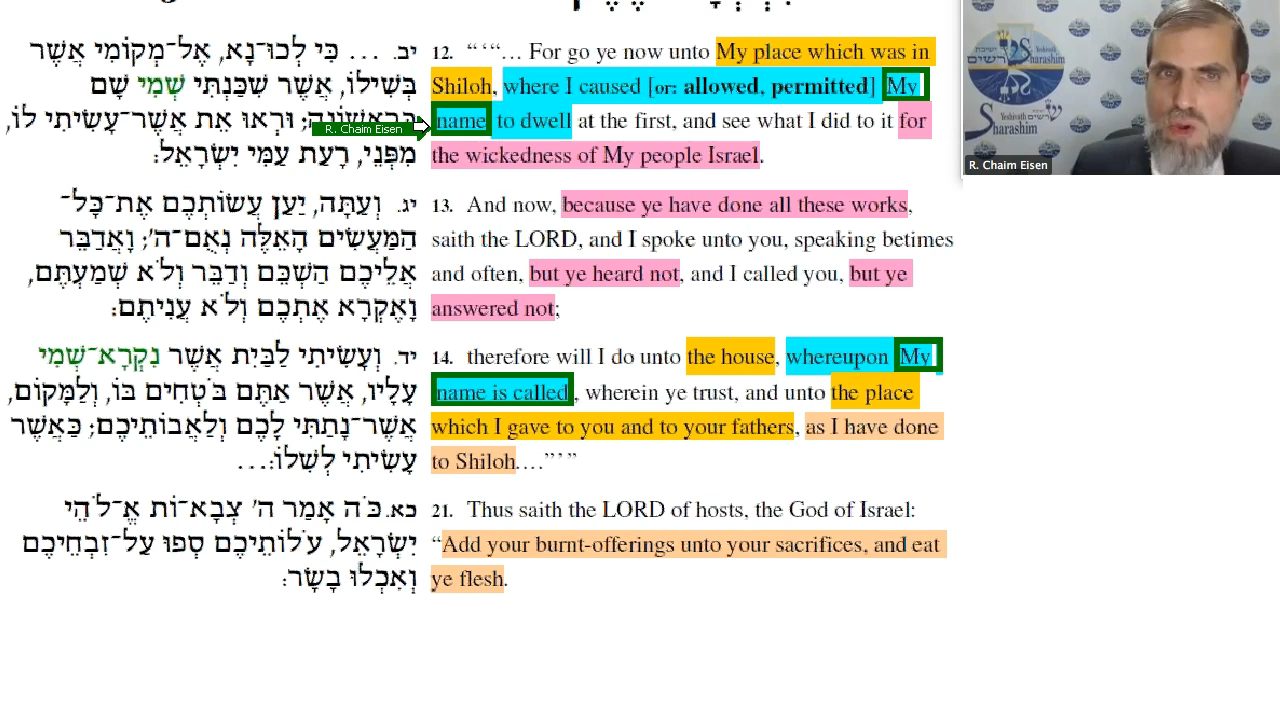 יב. ... כִּי לְכוּ־נָא, אֶל־מְקוֹמִי אֲשֶׁר
בְּשִׁילוֹ, אֲשֶׁר שִׁכַּנְתִּי שְׁמִי שָׁם
וּרְאוּ אֵת אֲשֶׁר־עָשִׂיתִי לוֹ,
מִפְּנֵי, רָעַת עַמִּי יִשְׂרָאֵל:
12. “‘“... For go ye now unto My place which was in
Shiloh, where I caused [or: allowed, permitted] My
name to dwell at the first, and see what I did to it for
the wickedness of My people Israel.
יג. וְעַתָּה, יַעַן עֲשׂוֹתְכֶם אֶת־כָּל־
הַמַּעֲשִׂים הָאֵלֶּה נְאֻם־ה'; וָאֲדַבֵּר
אֲלֵיכֶם הַשְׁכֵּם וְדַבֵּר וְלֹא שְׁמַעְתֶּם,
וָאֶקְרָא אֶתְכֶם וְלֹא עֲנִיתֶם:
13. And now, because ye have done all these works,
saith the LORD, and I spoke unto you, speaking betimes
and often, but ye heard not, and I called you, but ye
answered not;
יד. וְעָשִׂיתִי לַבַּיִת אֲשֶׁר נִקְרָא־שְׁמִי
עָלָיו, אֲשֶׁר אַתֶּם בֹּטְחִים בּוֹ, וְלַמָּקוֹם,
אֲשֶׁר־נָתַתִּי לָכֶם וְלַאֲבוֹתֵיכֶם; כַּאֲשֶׁר
עָשִׂיתִי לְשִׁלוֹ:...
14. therefore will I do unto the house, whereupon My
name is called, wherein ye trust, and unto the place
which I gave to you and to your fathers, as I have done
to Shiloh....”’”
כא. כֹּה אָמַר ה' צְבָא־וֹת אֱ־לֹהֵי
יִשְׂרָאֵל, עֹלוֹתֵיכֶם סְפוּ עַל־זִבְחֵיכֶם
וְאִכְלוּ בָשָׂר:
21. Thus saith the LORD of hosts, the God of Israel:
“Add your burnt-offerings unto your sacrifices, and eat
ye flesh.
R. Chaim Eisen
Yeshivath
Sharashim
Sharashim
R. Chaim Eisen